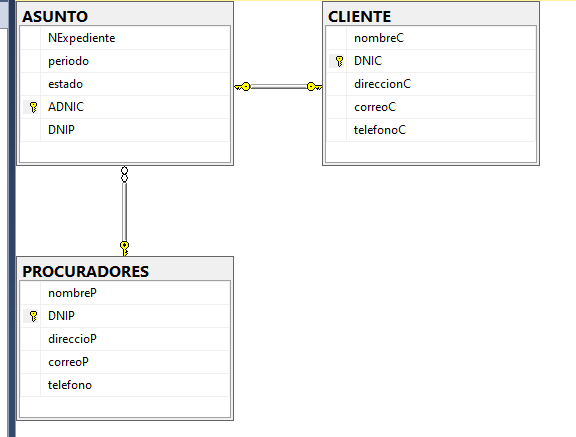 ASUNTO
NExpediente
periodo
estado
ADNIC
DNIP
CLIENTE
nombreC
DNIC
direccionC
correoC
telefonoC
PROCURADORES
nombreP
DNIP
direccioP
correoP
telefono